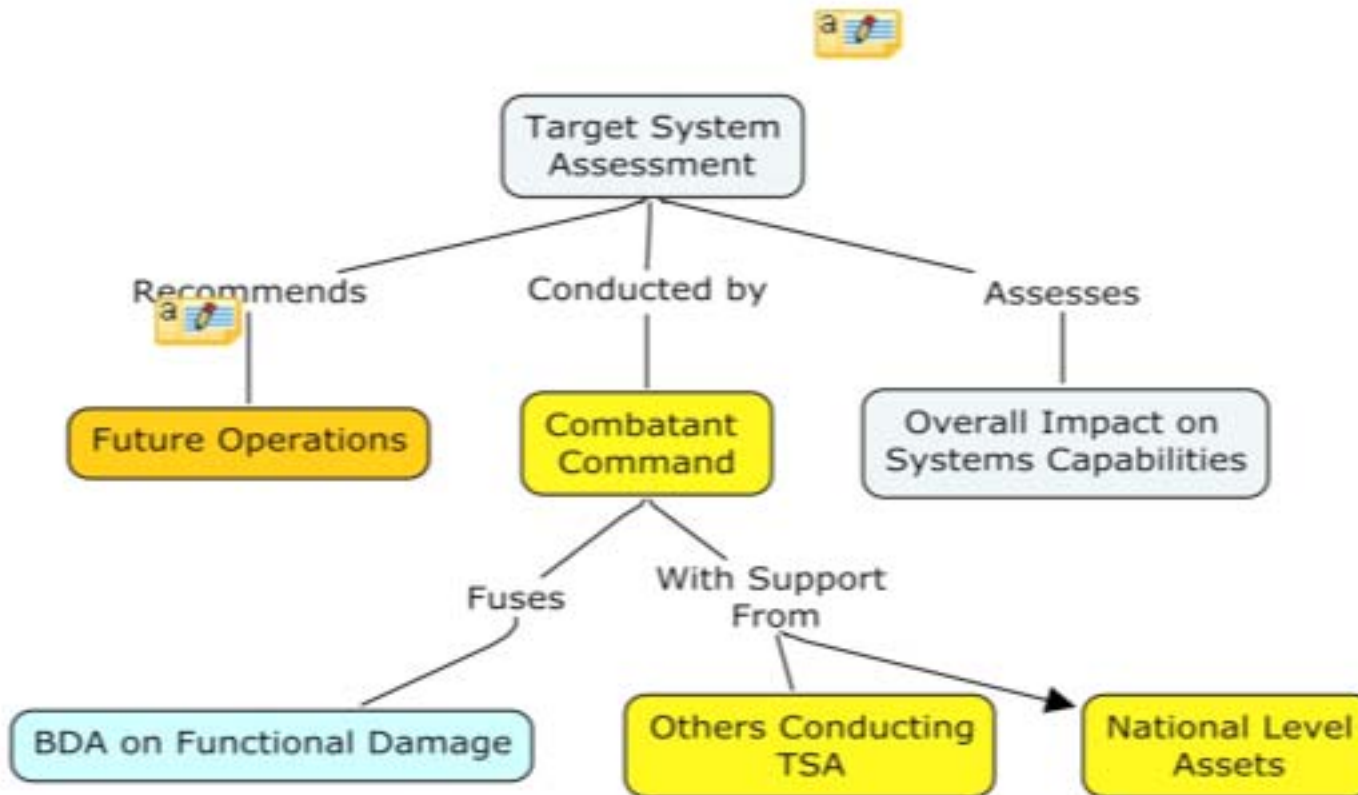 a
Target System
Assessment
Recommends
Conducted by
Assesses
a
Future Operations
Combatant
Command
Overall Impact on
Systems Capabilities
Fuses
With Support
From
BDA on Functional Damage
Others Conducting
TSA
National Level
Assets